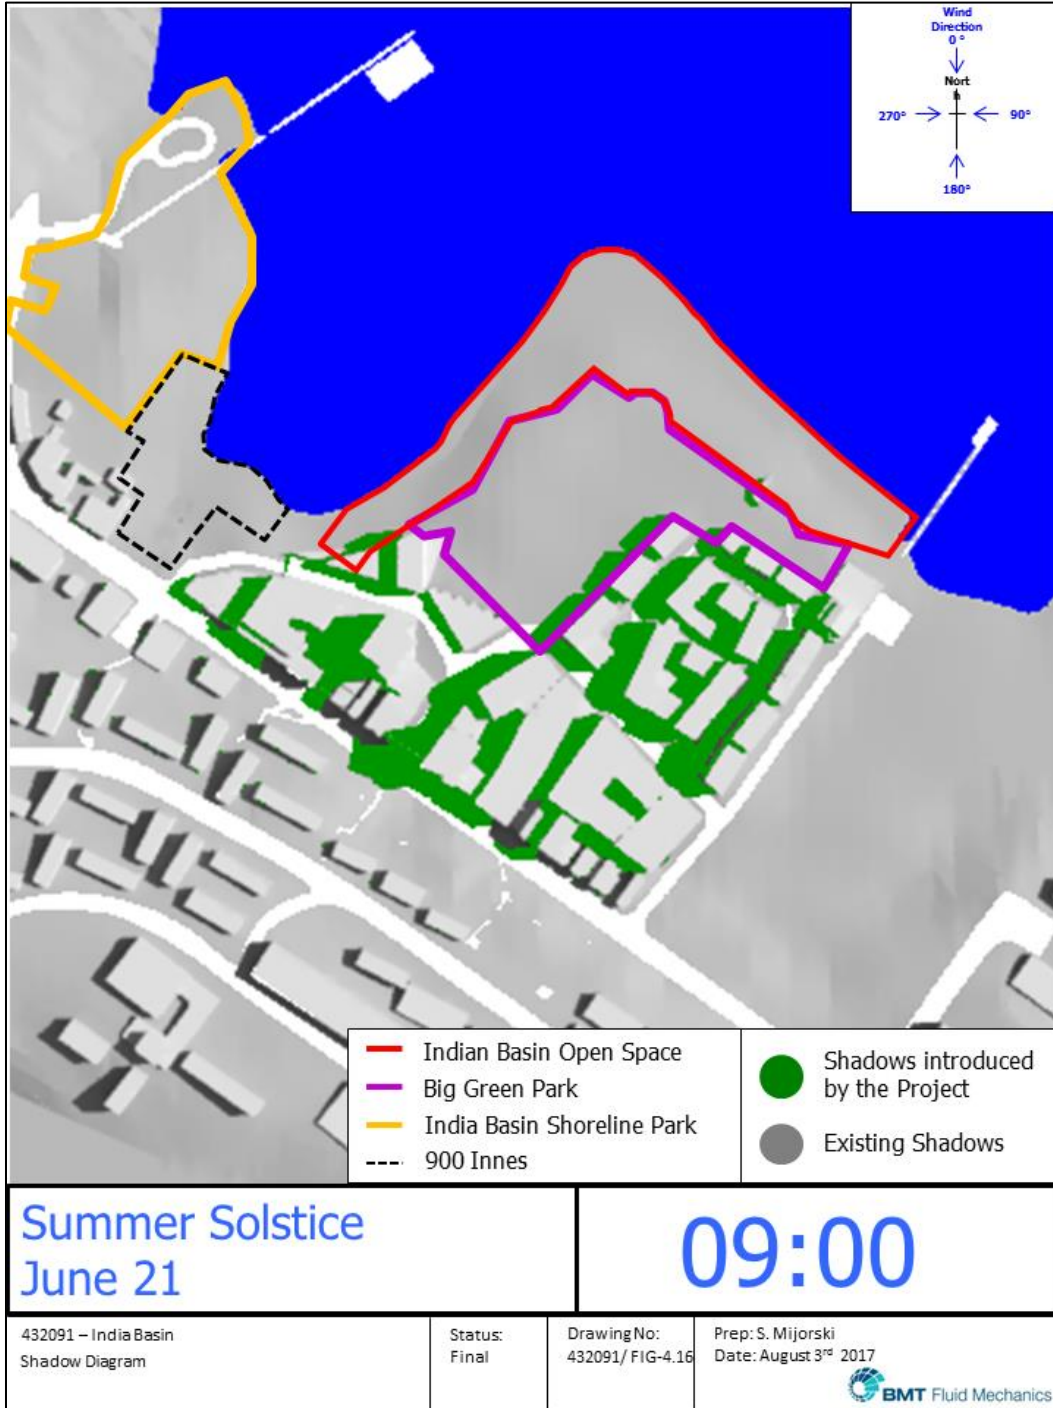 Wind
Direction
0 °
Nort
h
270°
90°
180°
Indian Basin Open Space
Big Green Park
India Basin Shoreline Park
900 Innes
Shadows introduced
by the Project
Existing Shadows
Summer Solstice
June 21
09:00
432091 – India Basin
Shadow Diagram
Status:
Final
Drawing No:
432091/ FIG-4.16
Prep: S. Mijorski
Date: August 3rd 2017
BMT Fluid Mechanics